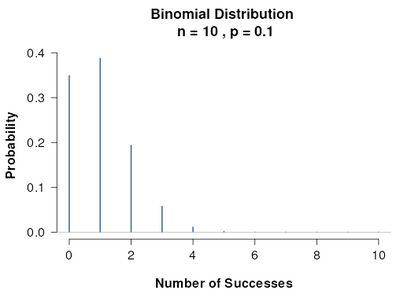 Binomial Distribution
n = 10 , p = 0.1
0.4
0.3
0.2
0.1
0.0
Probability
0 2 4 6 8 10
Number of Successes